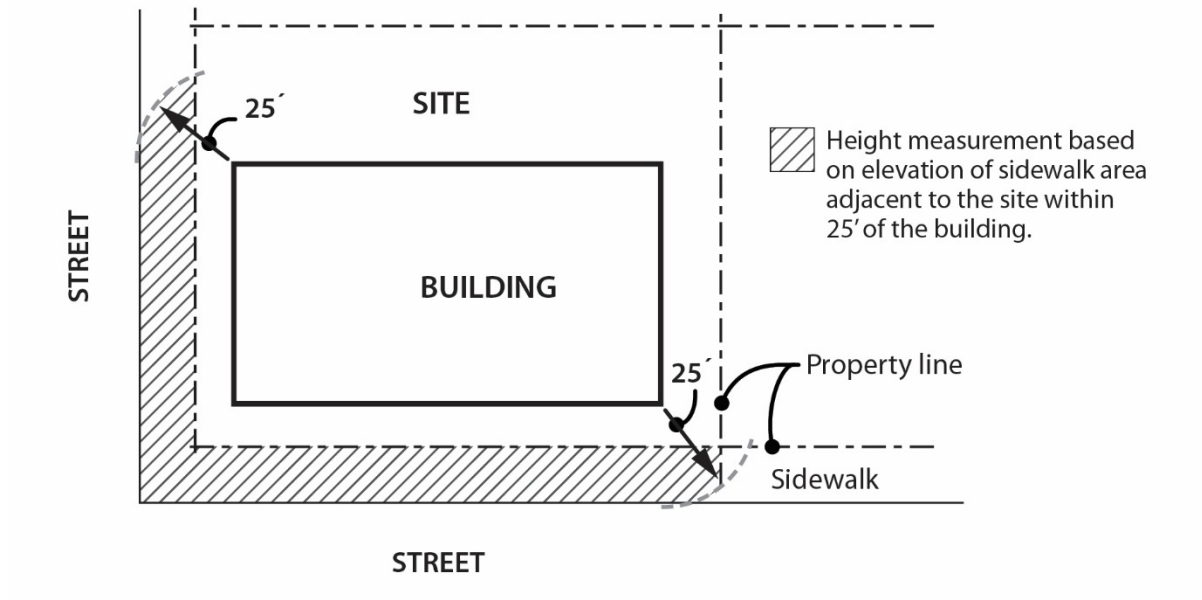 25´
SITE
Height measurement based
on elevation of sidewalk area
adjacent to the site within
25’ of the building.
STREET
BUILDING
25´
Property line
Sidewalk
STREET